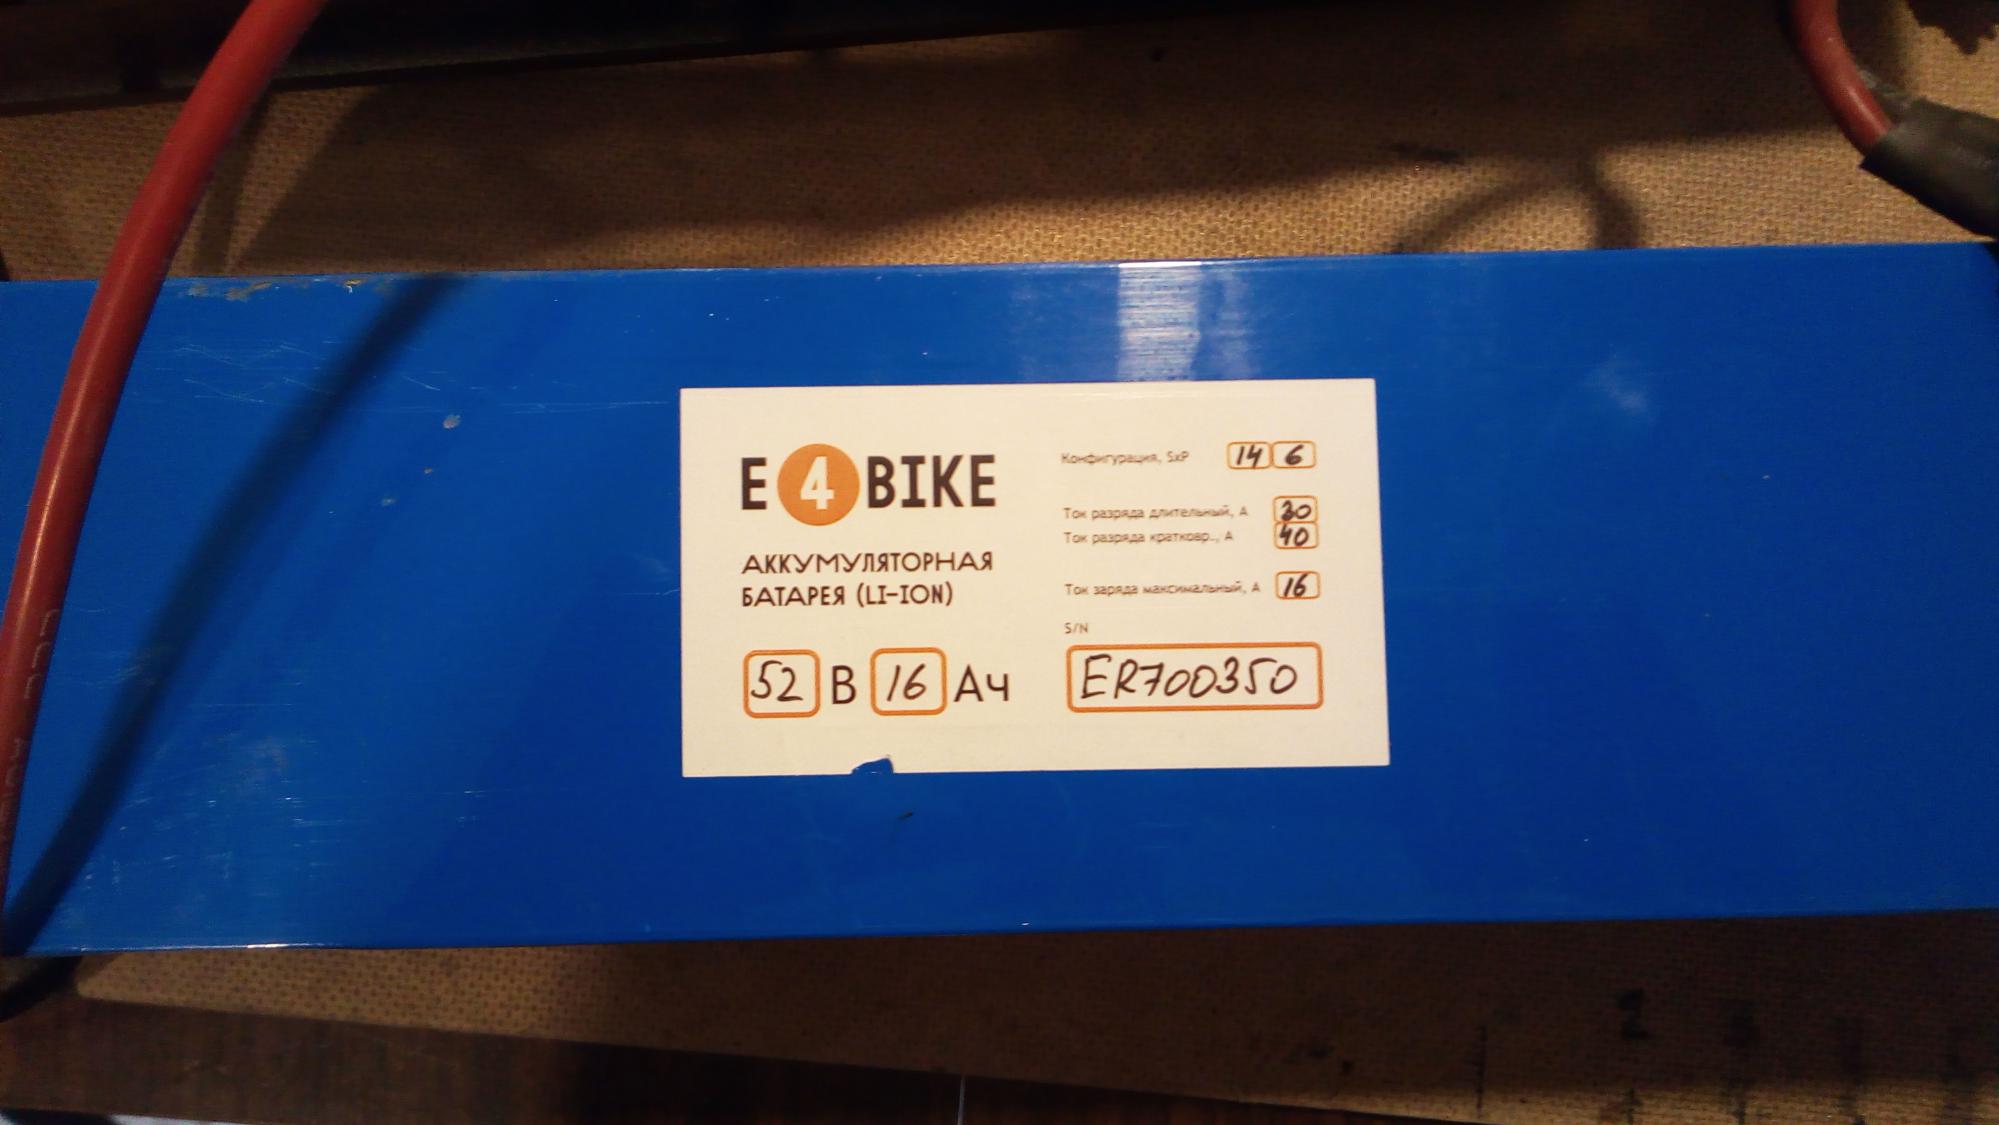 E4BIKE
АККУМУЛЯТОРНАЯ
БАТАРЕЯ (LI-ION)
52 В 16 Ач
Конфигурация, SxP 14 6
Ток разряда длительный, А 30
Ток разряда кратковр., А 40
Ток заряда максимальный, А 16
S/N
ER700350
2